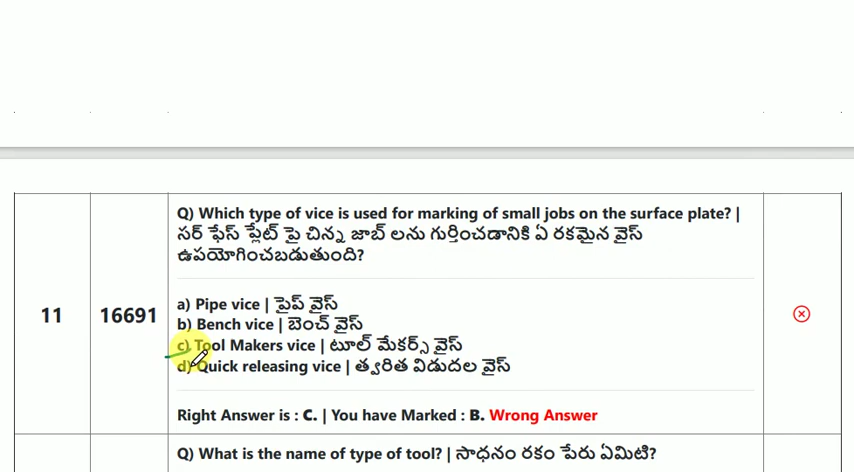 11
16691
Q) Which type of vice is used for marking of small jobs on the surface plate? |
సర్ ఫేస్ ప్లేట్ పై చిన్న జాబ్ లను గుర్తించడానికి ఏ రకమైన వైస్
ఉపయోగించబడుతుంది?
a) Pipe vice | పైప్ వైస్
b) Bench vice | బెంచ్ వైస్
c) Tool Makers vice | టూల్ మేకర్స్ వైస్
d) Quick releasing vice | త్వరిత విడుదల వైస్
Right Answer is : C. | You have Marked : B. Wrong Answer
Q) What is the name of type of tool? | సాధనం రకం పేరు ఏమిటి?